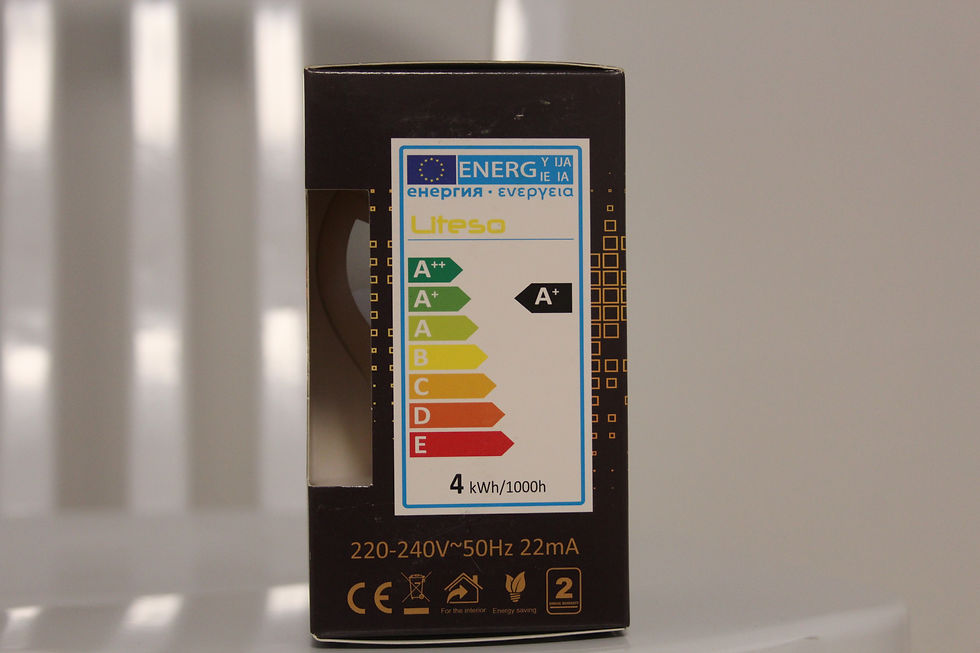 ENERG Y IJA
IE IA
енергия · ενεργεια
Liteso
A++
A+
A+
A
B
C
D
E
4 kWh/1000h
220-240V~50Hz 22mA
CE
For the interior
Energy saving
2